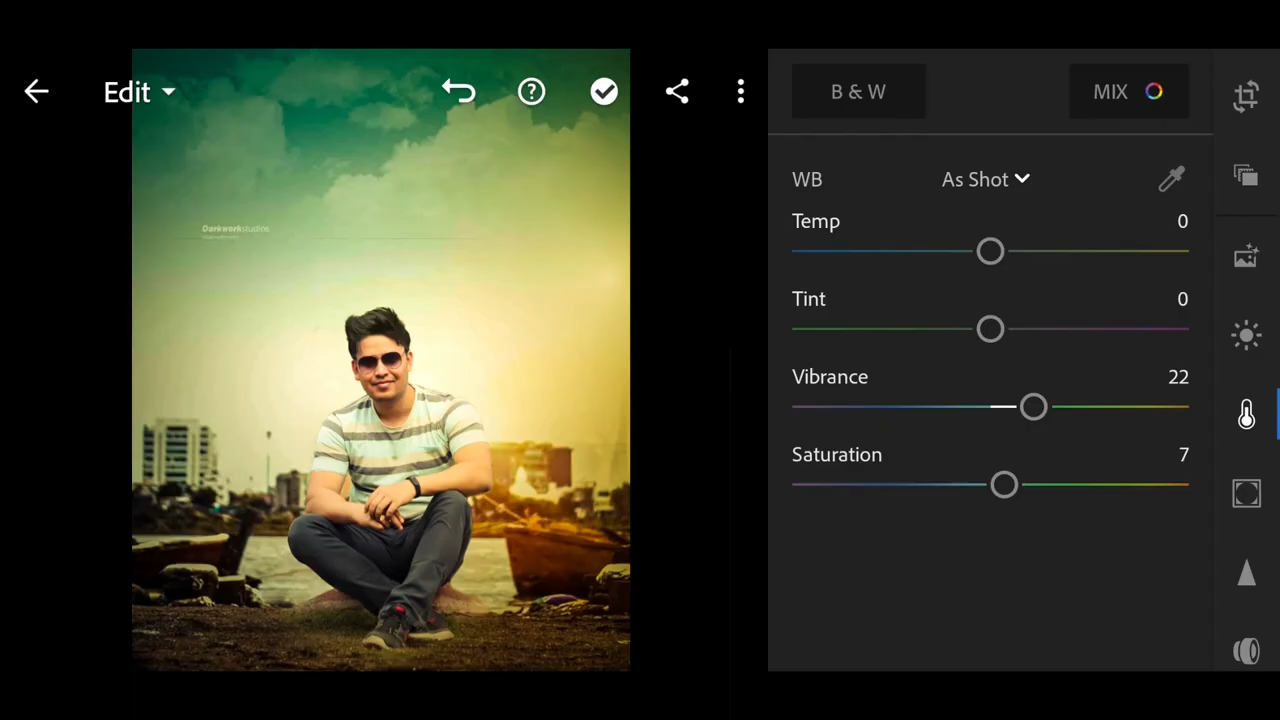 Edit
B & W
MIX
WB
As Shot
Temp
0
Tint
0
Vibrance
22
Saturation
7
Darkworkstudios